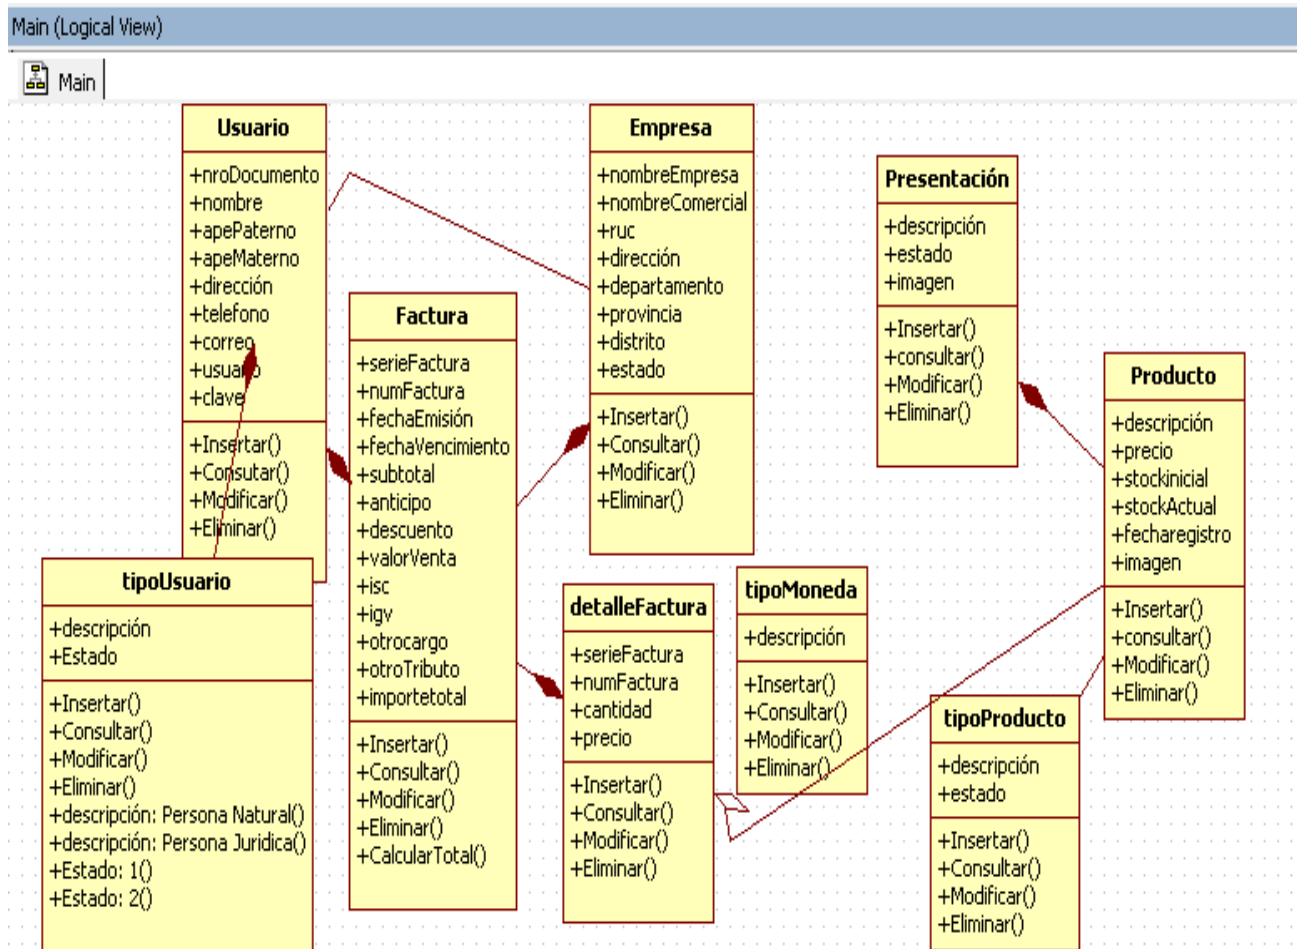 Main (Logical View)
Main
Usuario
+nroDocumento
+nombre
+apePaterno
+apeMaterno
+dirección
+telefono
+correo
+usuario
+clave
+Insertar()
+Consutar()
+Modificar()
+Eliminar()
tipoUsuario
+descripción
+Estado
+Insertar()
+Consultar()
+Modificar()
+Eliminar()
+descripción: Persona Natural()
+descripción: Persona Juridica()
+Estado: 1()
+Estado: 2()
Factura
+serieFactura
+numFactura
+fechaEmisión
+fechaVencimiento
+subtotal
+anticipo
+descuento
+valorVenta
+isc
+igv
+otrocargo
+otroTributo
+importetotal
+Insertar()
+Consultar()
+Modificar()
+Eliminar()
+CalcularTotal()
Empresa
+nombreEmpresa
+nombreComercial
+ruc
+dirección
+departamento
+provincia
+distrito
+estado
+Insertar()
+Consultar()
+Modificar()
+Eliminar()
detalleFactura
+serieFactura
+numFactura
+cantidad
+precio
+Insertar()
+Consultar()
+Modificar()
+Eliminar()
tipoMoneda
+descripción
+Insertar()
+Consultar()
+Modificar()
+Eliminar()
Presentación
+descripción
+estado
+imagen
+Insertar()
+consultar()
+Modificar()
+Eliminar()
Producto
+descripción
+precio
+stockinicial
+stockActual
+fecharegistro
+imagen
+Insertar()
+consultar()
+Modificar()
+Eliminar()
tipoProducto
+descripción
+estado
+Insertar()
+Consultar()
+Modificar()
+Eliminar()